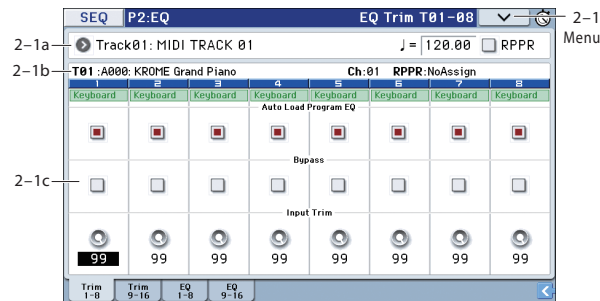 SEQ P2:EQ EQ Trim T01-08
2-1
Menu
2-1a
Track01: MIDI TRACK 01 ♩= 120.00 RPPR
2-1b
T01 :A000: KROME Grand Piano Ch:01 RPPR:NoAssign
1 2 3 4 5 6 7 8
Keyboard Keyboard Keyboard Keyboard Keyboard Keyboard Keyboard Keyboard
Auto Load Program EQ
Bypass
2-1c
Input Trim
99 99 99 99 99 99 99 99
Trim 1-8 Trim 9-16 EQ 1-8 EQ 9-16